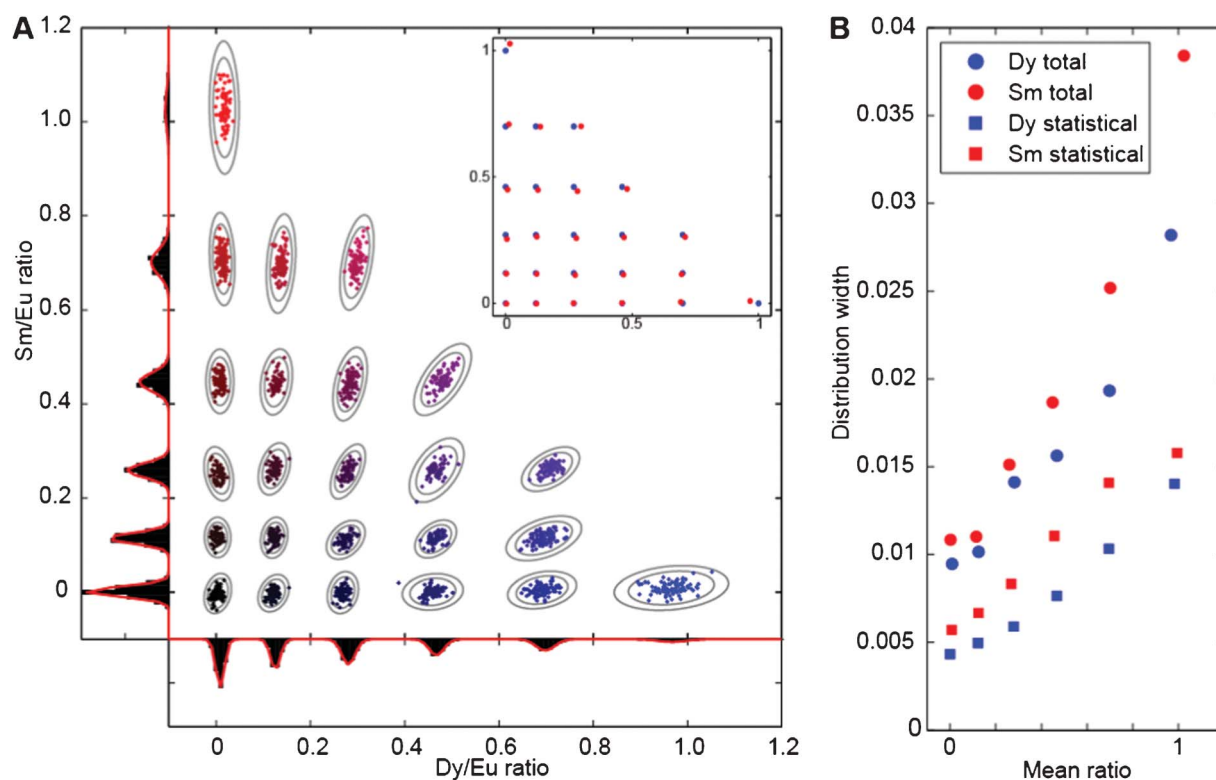 A
B
1.2
1.0
0.8
0.6
0.4
0.2
0
Sm/Eu ratio
0 0.2 0.4 0.6 0.8 1.0 1.2
Dy/Eu ratio
1
0.5
0
0 0.5 1
0.04
0.035
0.03
0.025
0.02
0.015
0.01
0.005
0
Distribution width
Dy total
Sm total
Dy statistical
Sm statistical
0 1
Mean ratio